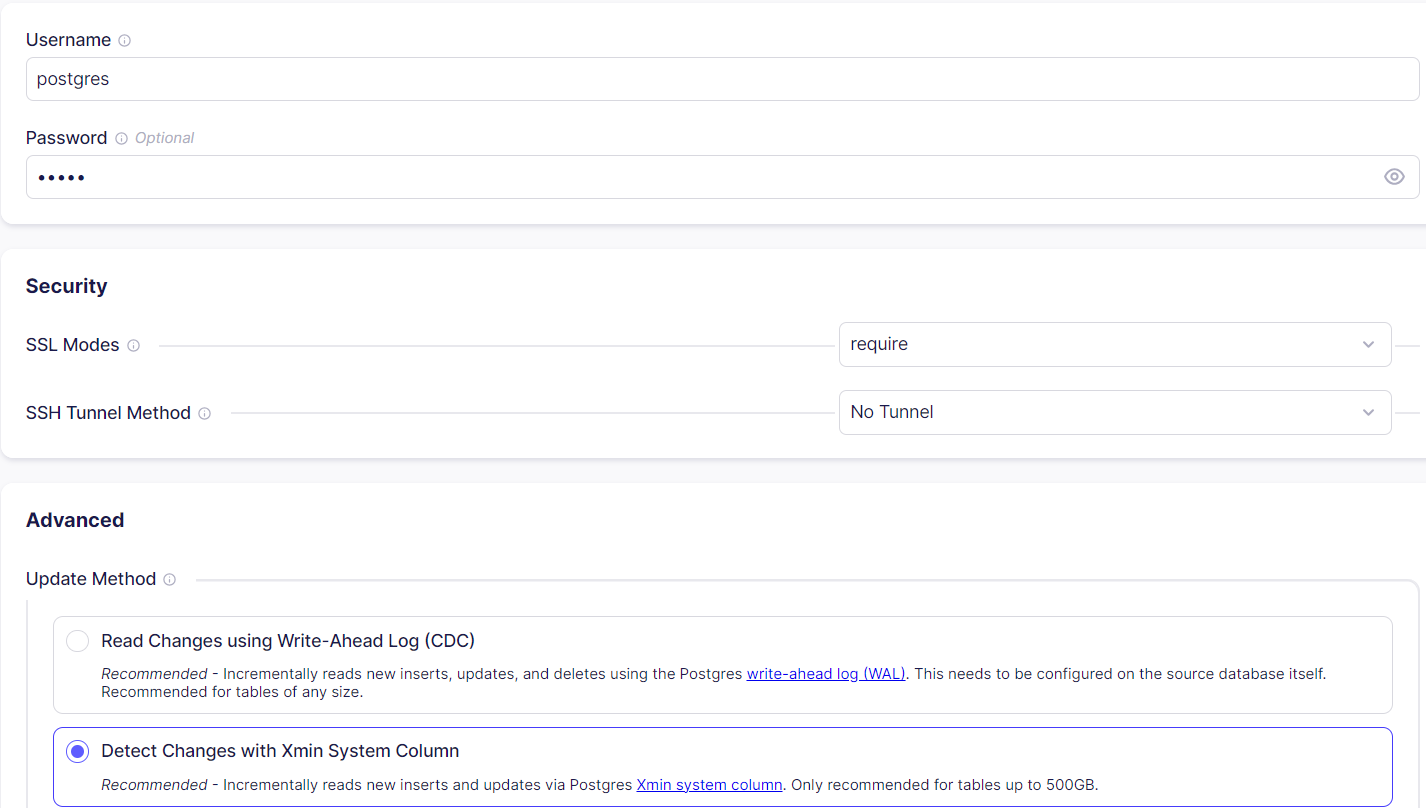 Username
postgres
Password Optional
•••••
Security
SSL Modes
require
SSH Tunnel Method
No Tunnel
Advanced
Update Method
Read Changes using Write-Ahead Log (CDC)
Recommended - Incrementally reads new inserts, updates, and deletes using the Postgres write-ahead log (WAL). This needs to be configured on the source database itself.
Recommended for tables of any size.
Detect Changes with Xmin System Column
Recommended - Incrementally reads new inserts and updates via Postgres Xmin system column. Only recommended for tables up to 500GB.